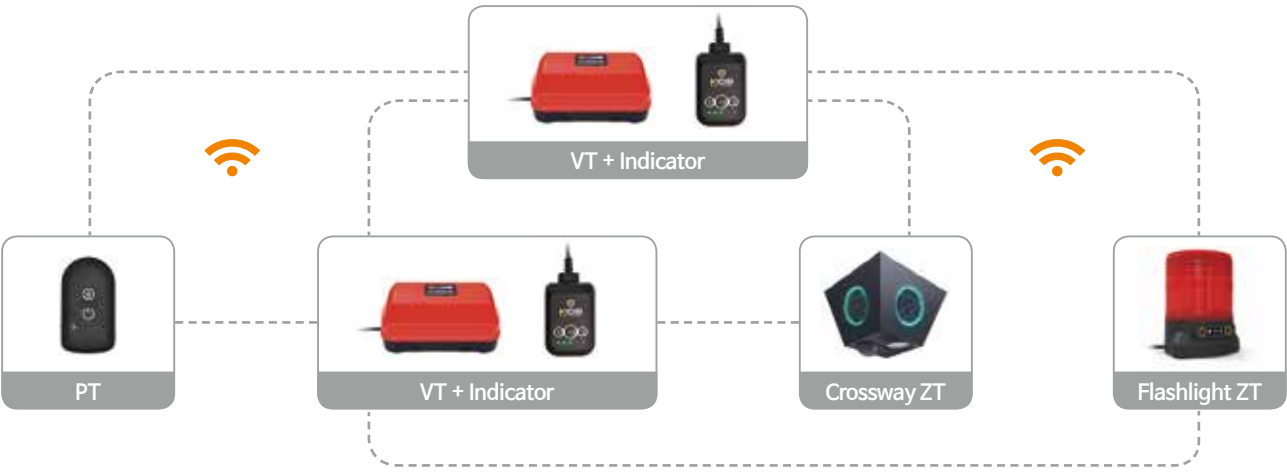 VT + Indicator
PT
VT + Indicator
Crossway ZT
Flashlight ZT